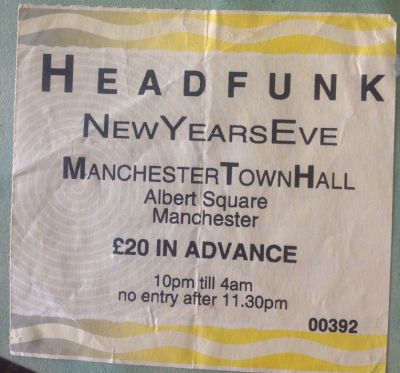 HEADFUNK
NEWYEARSEVE
MANCHESTERTOWNHALL
Albert Square
Manchester
£20 IN ADVANCE
10pm till 4am
no entry after 11.30pm
00392